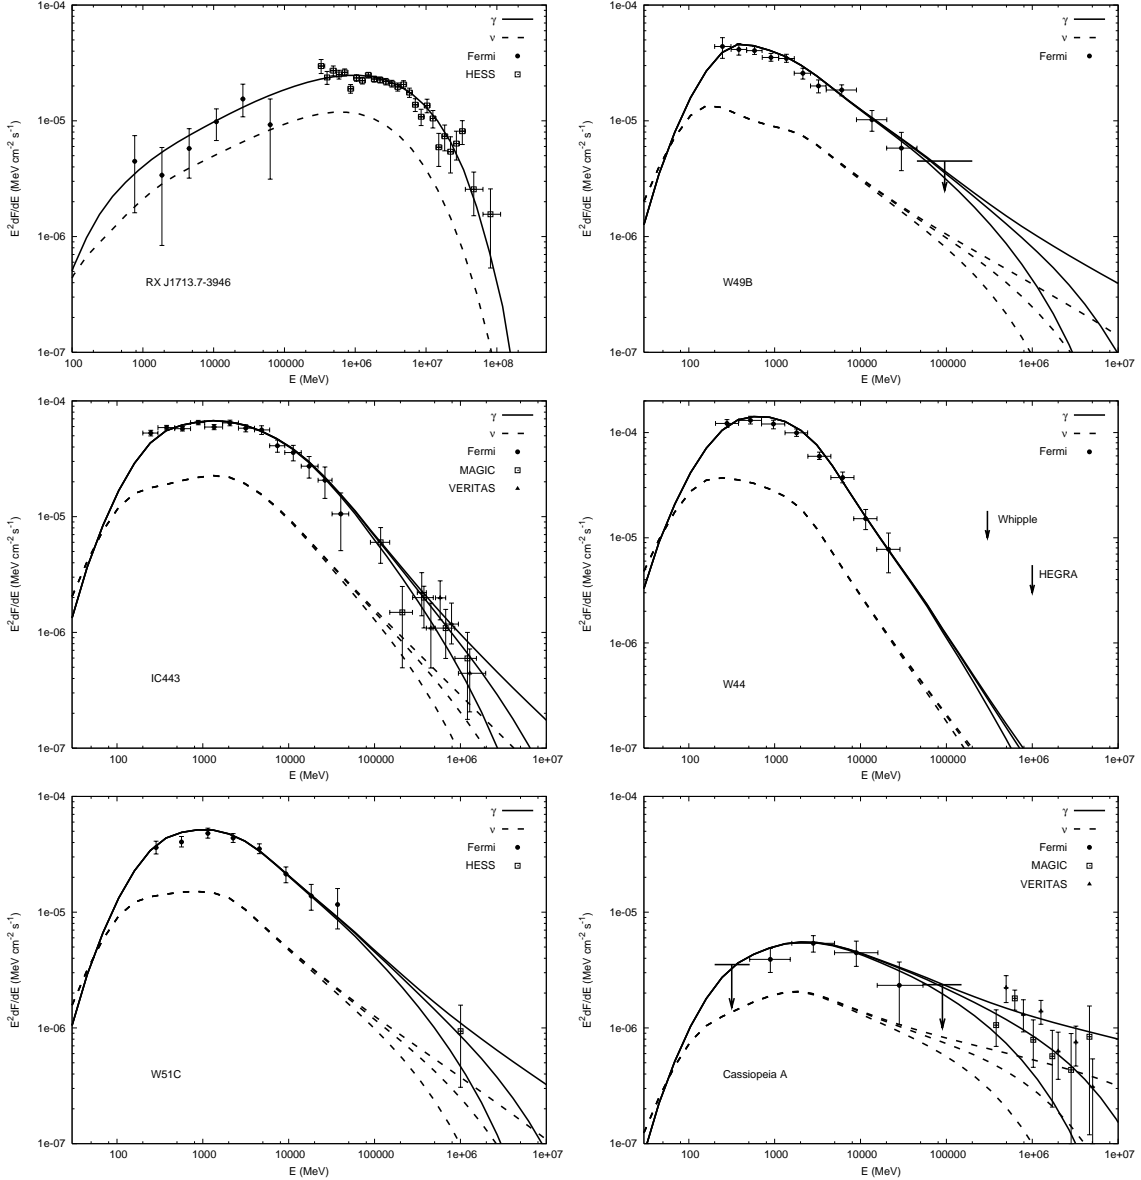 1e-04
1e-05
1e-06
1e-07
100
1000
10000
100000
1e+06
1e+07
1e+08
E (MeV)
E²dF/dE (MeV cm⁻² s⁻¹)
γ
ν
Fermi
HESS
RX J1713.7-3946
1e-04
1e-05
1e-06
1e-07
100
1000
10000
100000
1e+06
1e+07
E (MeV)
E²dF/dE (MeV cm⁻² s⁻¹)
γ
ν
Fermi
W49B
1e-04
1e-05
1e-06
1e-07
100
1000
10000
100000
1e+06
1e+07
E (MeV)
E²dF/dE (MeV cm⁻² s⁻¹)
γ
ν
Fermi
MAGIC
VERITAS
IC443
1e-04
1e-05
1e-06
1e-07
100
1000
10000
100000
1e+06
1e+07
E (MeV)
E²dF/dE (MeV cm⁻² s⁻¹)
γ
ν
Fermi
Whipple
HEGRA
W44
1e-04
1e-05
1e-06
1e-07
100
1000
10000
100000
1e+06
1e+07
E (MeV)
E²dF/dE (MeV cm⁻² s⁻¹)
γ
ν
Fermi
HESS
W51C
1e-04
1e-05
1e-06
1e-07
100
1000
10000
100000
1e+06
1e+07
E (MeV)
E²dF/dE (MeV cm⁻² s⁻¹)
γ
ν
Fermi
MAGIC
VERITAS
Cassiopeia A